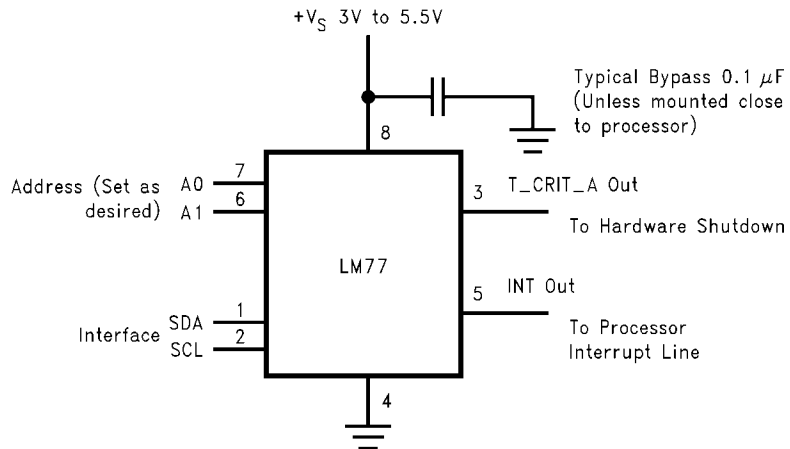 +VS 3V to 5.5V
Typical Bypass 0.1 μF
(Unless mounted close
to processor)
8
Address (Set as
desired)
A0 7
A1 6
3 T_CRIT_A Out
To Hardware Shutdown
LM77
5 INT Out
To Processor
Interrupt Line
Interface
SDA 1
SCL 2
4